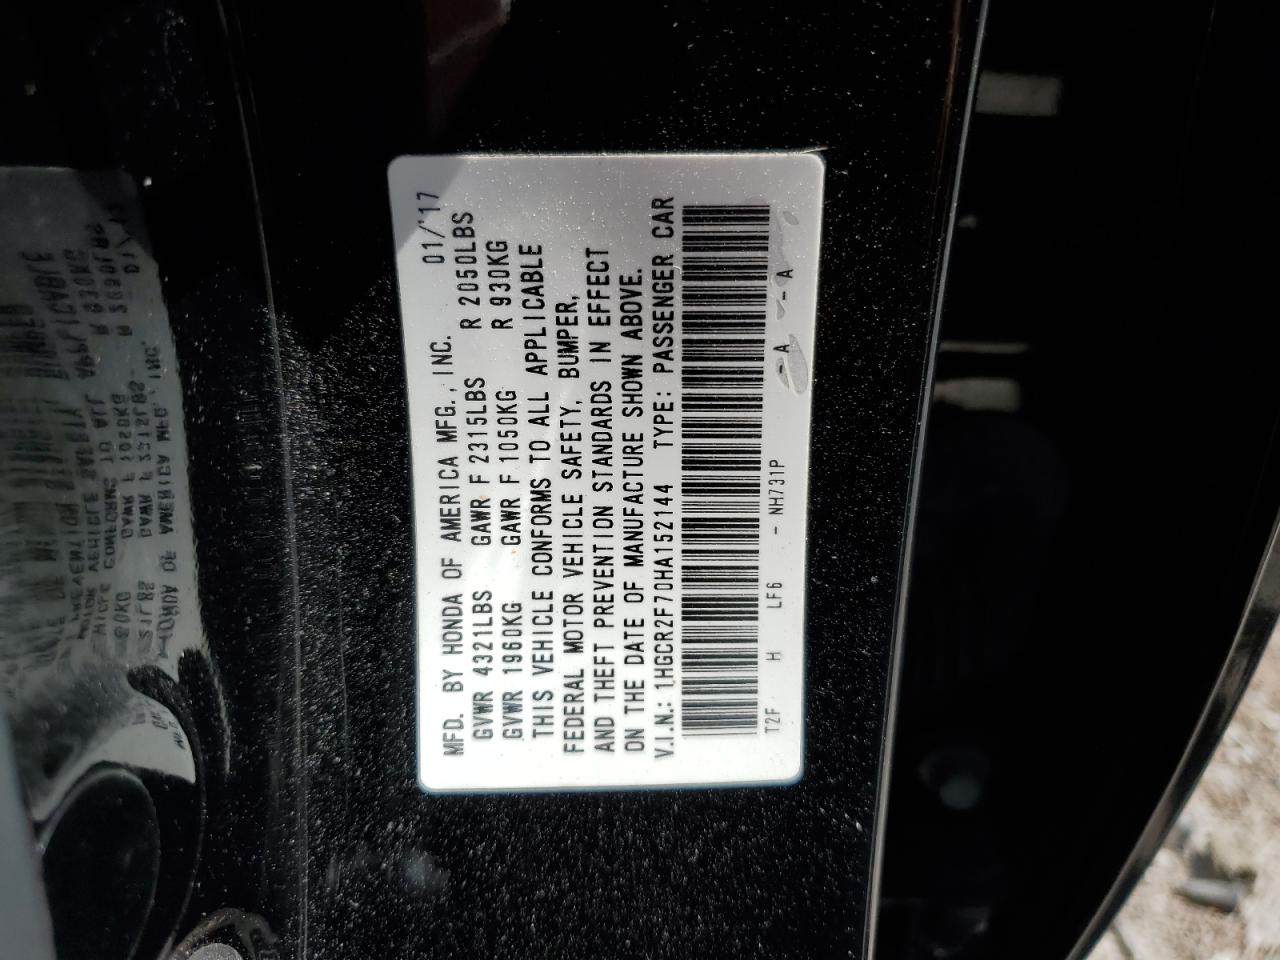 MFD. BY HONDA OF AMERICA MFG., INC. 01/'17
GVWR 4321LBS GAWR F 2315LBS R 2050LBS
GVWR 1960KG GAWR F 1050KG R 930KG
THIS VEHICLE CONFORMS TO ALL APPLICABLE
FEDERAL MOTOR VEHICLE SAFETY, BUMPER,
AND THEFT PREVENTION STANDARDS IN EFFECT
ON THE DATE OF MANUFACTURE SHOWN ABOVE.
V.I.N.: 1HGCR2F70HA152144 TYPE: PASSENGER CAR
T2F H LF6 - NH731P A - A